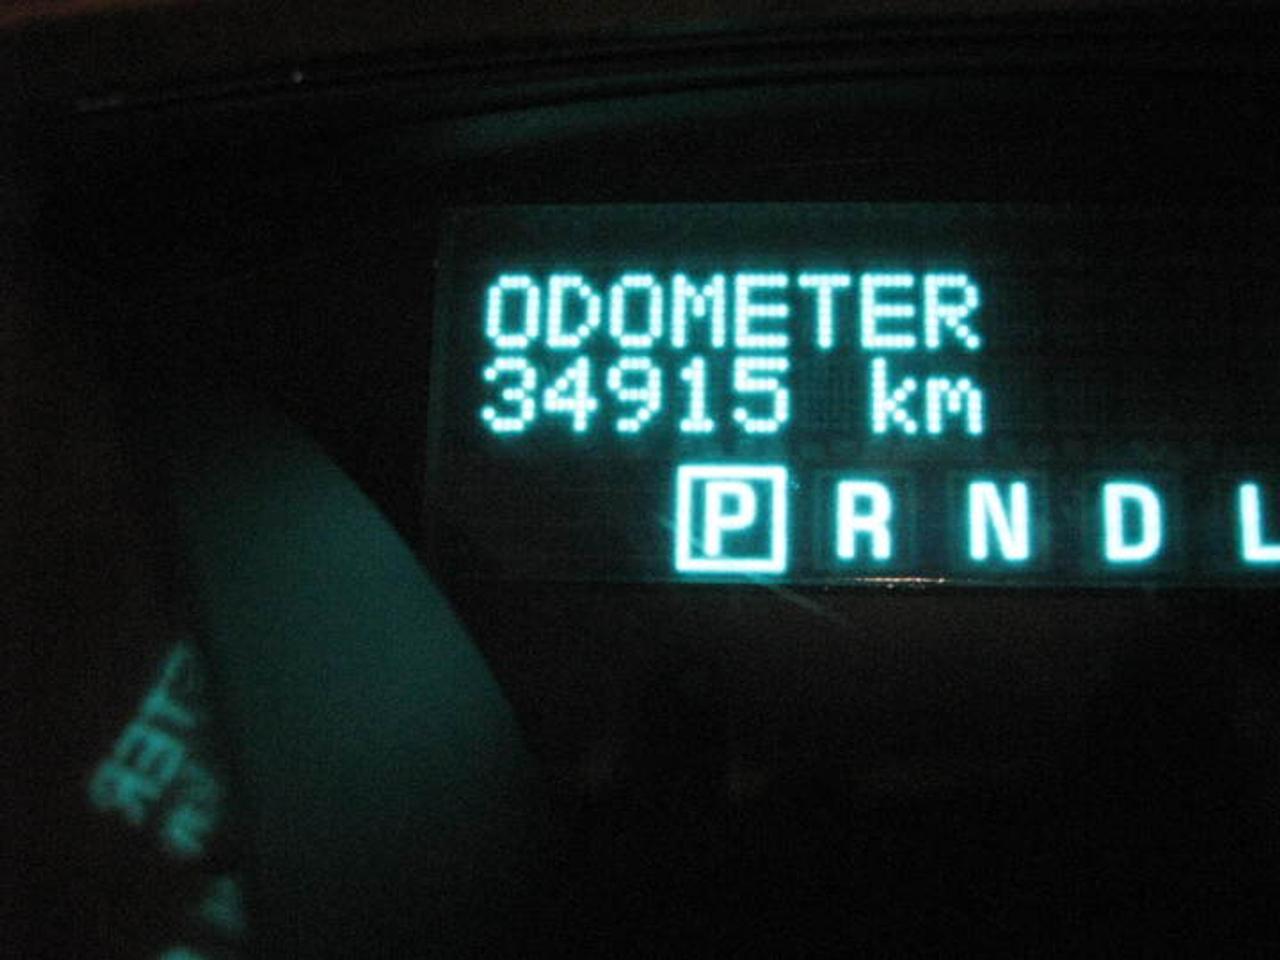 ODOMETER
34915 km
P R N D L